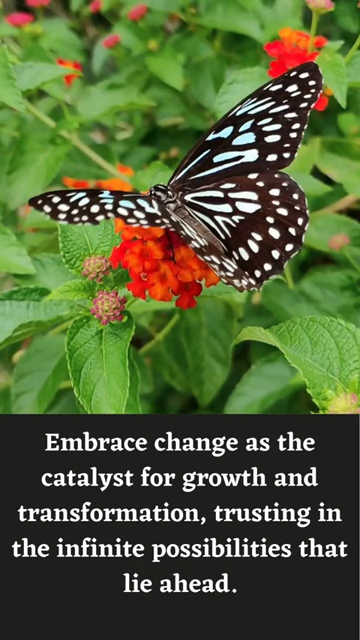 Embrace change as the
catalyst for growth and
transformation, trusting in
the infinite possibilities that
lie ahead.